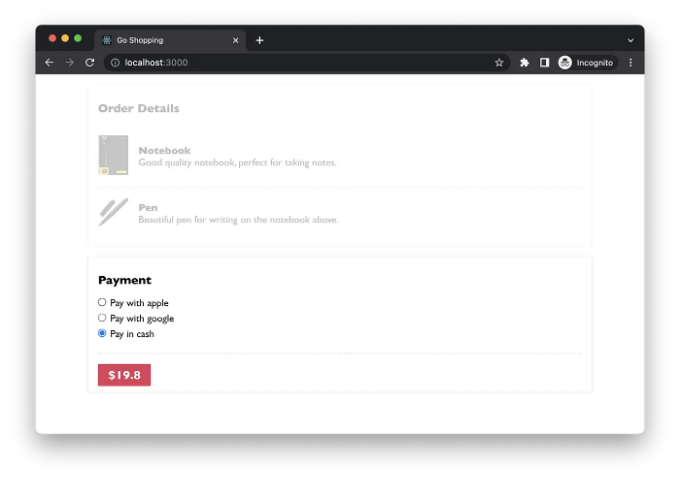 Go Shopping
localhost:3000
Incognito
Order Details
Notebook
Good quality notebook, perfect for taking notes.
Pen
Beautiful pen for writing on the notebook above.
Payment
Pay with apple
Pay with google
Pay in cash
$19.8